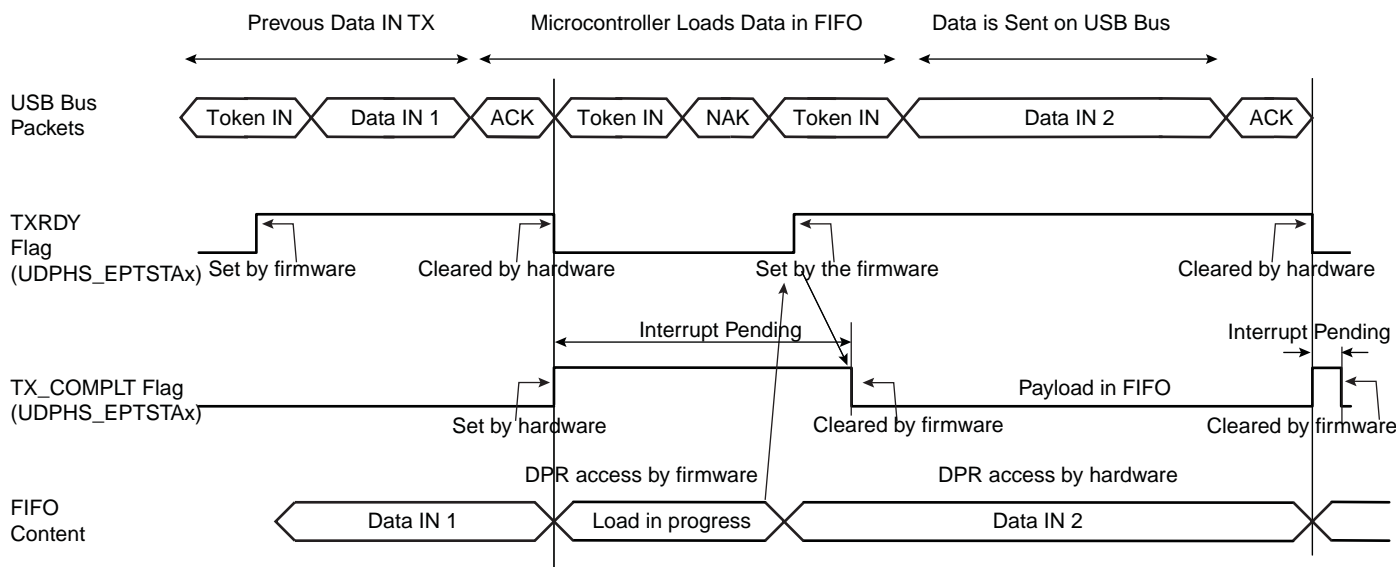 Prevous Data IN TX
Microcontroller Loads Data in FIFO
Data is Sent on USB Bus
USB Bus
Packets
Token IN
Data IN 1
ACK
Token IN
NAK
Token IN
Data IN 2
ACK
TXRDY
Flag
(UDPHS_EPTSTAx)
Set by firmware
Cleared by hardware
Set by the firmware
Cleared by hardware
Interrupt Pending
Interrupt Pending
TX_COMPLT Flag
(UDPHS_EPTSTAx)
Payload in FIFO
Set by hardware
Cleared by firmware
Cleared by firmware
DPR access by firmware
DPR access by hardware
FIFO
Content
Data IN 1
Load in progress
Data IN 2